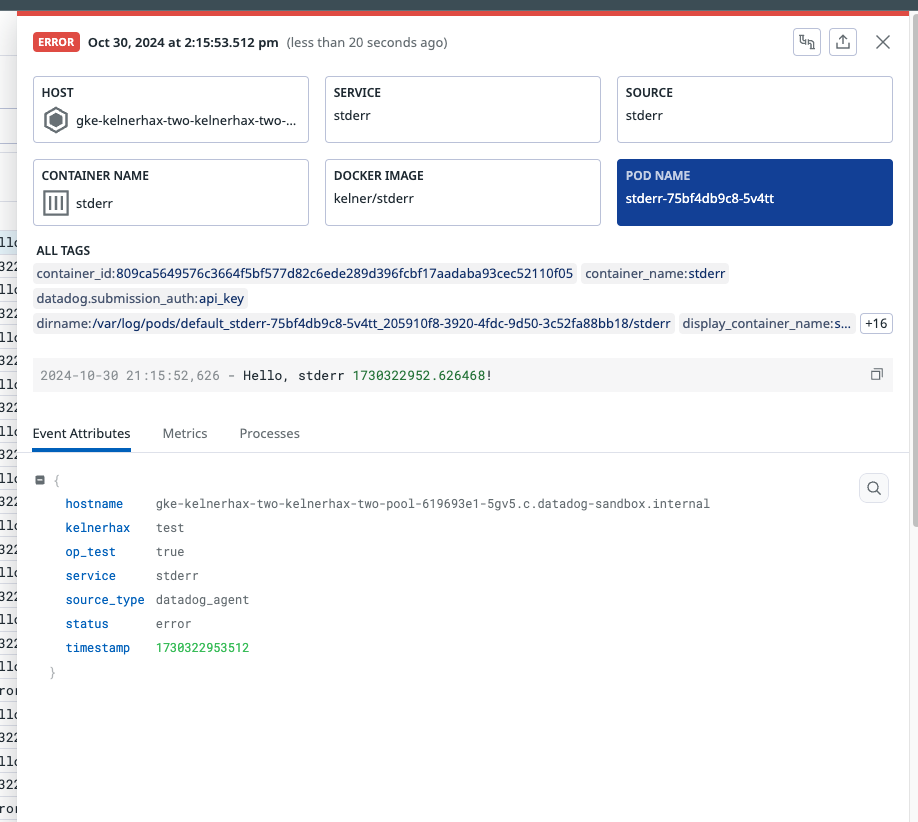 ERROR Oct 30, 2024 at 2:15:53.512 pm (less than 20 seconds ago)
HOST
gke-kelnerhax-two-kelnerhax-two-...
SERVICE
stderr
SOURCE
stderr
CONTAINER NAME
stderr
DOCKER IMAGE
kelner/stderr
POD NAME
stderr-75bf4db9c8-5v4tt
ALL TAGS
container_id:809ca5649576c3664f5bf577d82c6ede289d396fcbf17aadaba93cec52110f05 container_name:stderr
datadog.submission_auth:api_key
dirname:/var/log/pods/default_stderr-75bf4db9c8-5v4tt_205910f8-3920-4fdc-9d50-3c52fa88bb18/stderr display_container_name:s... +16
2024-10-30 21:15:52,626 - Hello, stderr 1730322952.626468!
Event Attributes Metrics Processes
{
hostname gke-kelnerhax-two-kelnerhax-two-pool-619693e1-5gv5.c.datadog-sandbox.internal
kelnerhax test
op_test true
service stderr
source_type datadog_agent
status error
timestamp 1730322953512
}